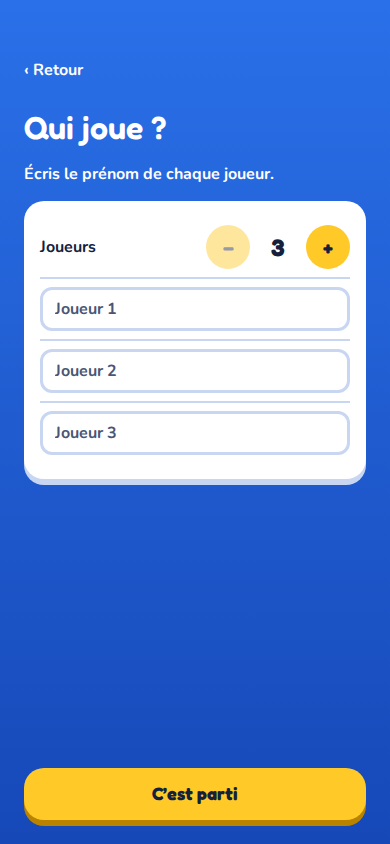 ‹ Retour
Qui joue ?
Écris le prénom de chaque joueur.
Joueurs
–
3
+
Joueur 1
Joueur 2
Joueur 3
C’est parti